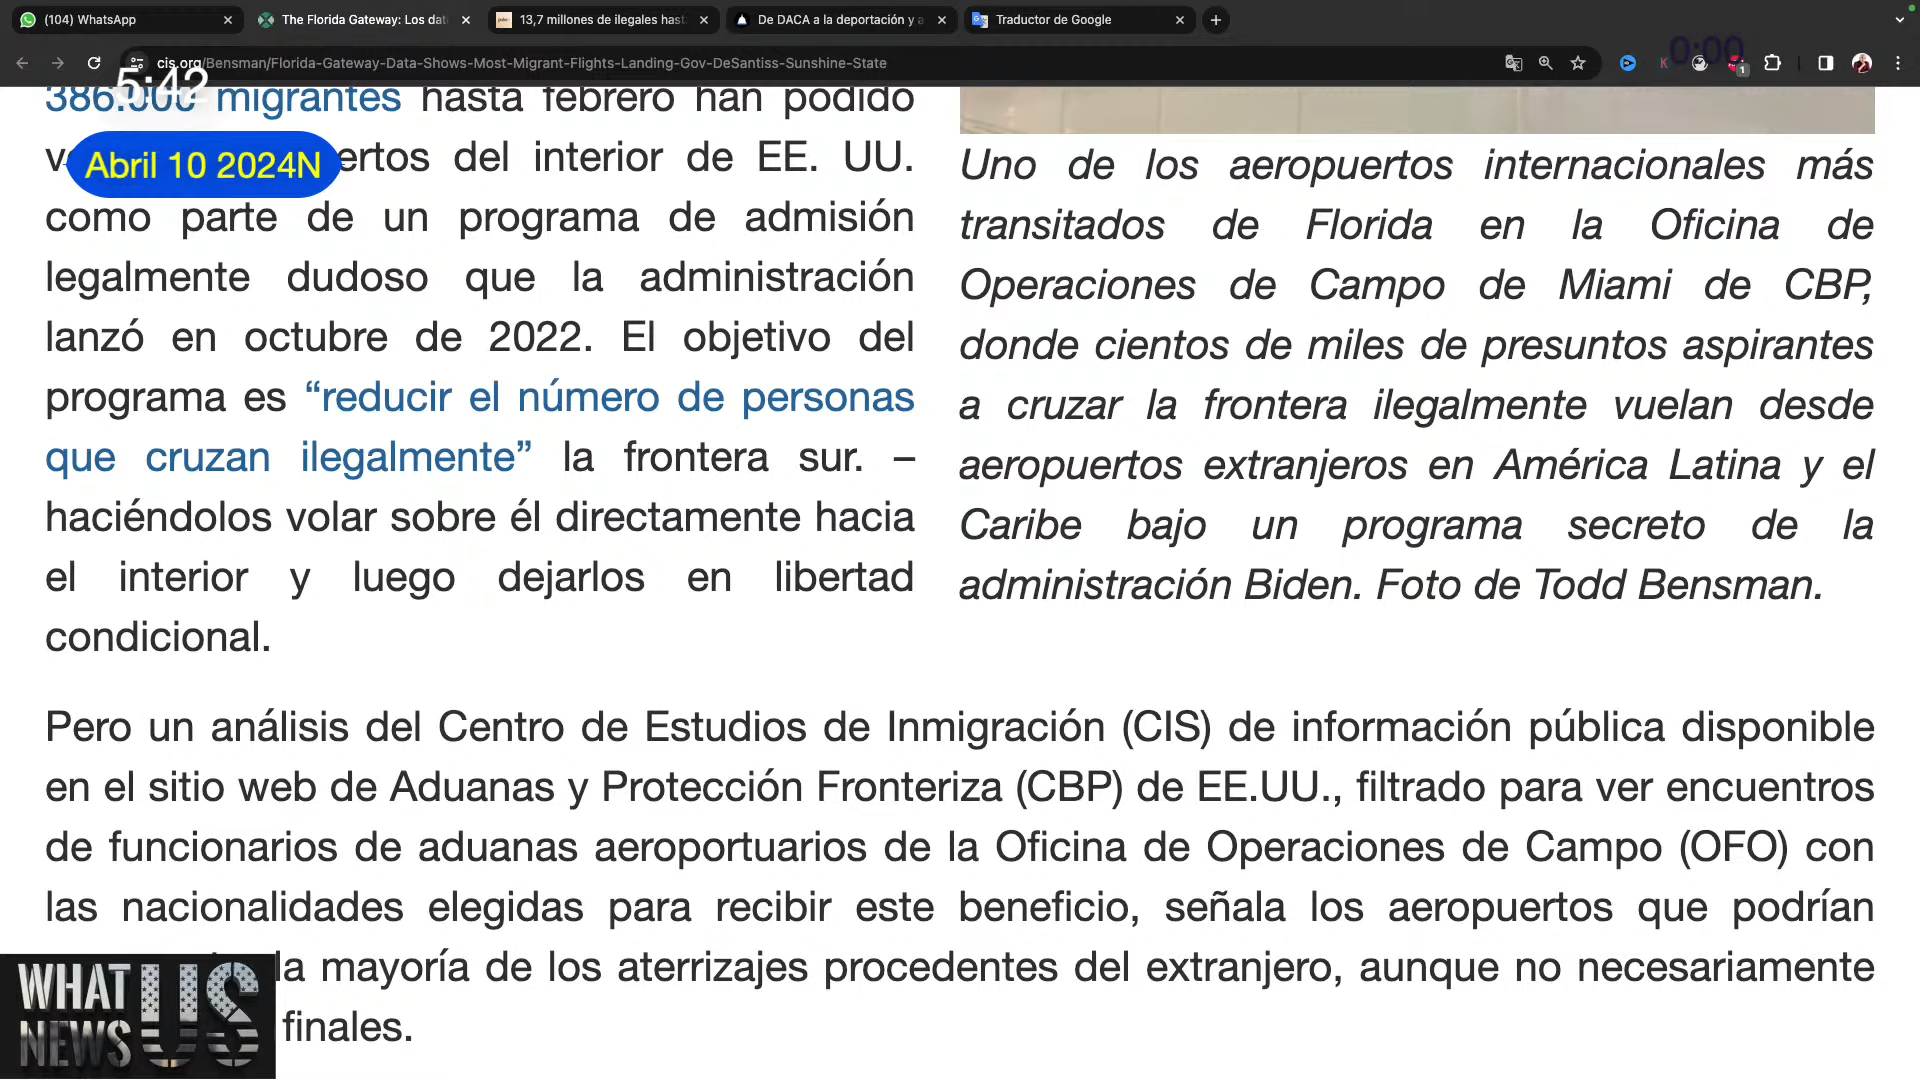 (104) WhatsApp
The Florida Gateway: Los dat
13,7 millones de ilegales hast
De DACA a la deportación y a
Traductor de Google
cis.org/Bensman/Florida-Gateway-Data-Shows-Most-Migrant-Flights-Landing-Gov-DeSantiss-Sunshine-State
0:00
1
5:42
386.000 migrantes hasta febrero han podido
Abril 10 2024N
ertos del interior de EE. UU.
como parte de un programa de admisión
legalmente dudoso que la administración
lanzó en octubre de 2022. El objetivo del
programa es “reducir el número de personas
que cruzan ilegalmente” la frontera sur. –
haciéndolos volar sobre él directamente hacia
el interior y luego dejarlos en libertad
condicional.
Uno de los aeropuertos internacionales más
transitados de Florida en la Oficina de
Operaciones de Campo de Miami de CBP,
donde cientos de miles de presuntos aspirantes
a cruzar la frontera ilegalmente vuelan desde
aeropuertos extranjeros en América Latina y el
Caribe bajo un programa secreto de la
administración Biden. Foto de Todd Bensman.
Pero un análisis del Centro de Estudios de Inmigración (CIS) de información pública disponible
en el sitio web de Aduanas y Protección Fronteriza (CBP) de EE.UU., filtrado para ver encuentros
de funcionarios de aduanas aeroportuarios de la Oficina de Operaciones de Campo (OFO) con
las nacionalidades elegidas para recibir este beneficio, señala los aeropuertos que podrían
la mayoría de los aterrizajes procedentes del extranjero, aunque no necesariamente
finales.
WHAT
NEWS
US